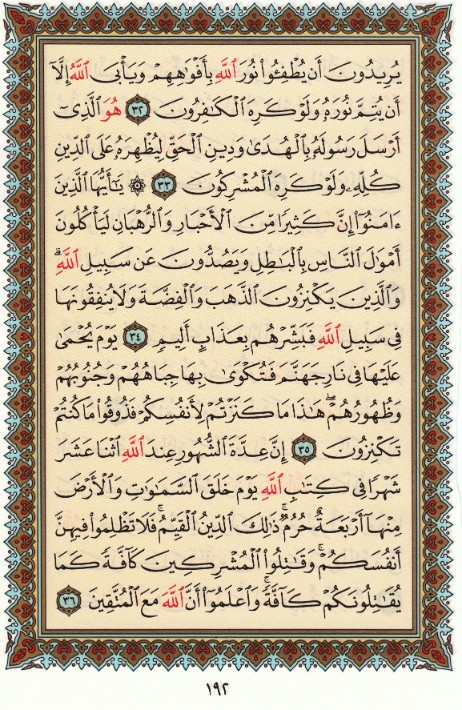 يُرِيدُونَ أَن يُطْفِـُٔوا۟ نُورَ ٱللَّهِ بِأَفْوَٰهِهِمْ وَيَأْبَى ٱللَّهُ إِلَّآ
أَن يُتِمَّ نُورَهُۥ وَلَوْ كَرِهَ ٱلْكَـٰفِرُونَ ٣٢ هُوَ ٱلَّذِىٓ
أَرْسَلَ رَسُولَهُۥ بِٱلْهُدَىٰ وَدِينِ ٱلْحَقِّ لِيُظْهِرَهُۥ عَلَى ٱلدِّينِ
كُلِّهِۦ وَلَوْ كَرِهَ ٱلْمُشْرِكُونَ ٣٣ ۞ يَـٰٓأَيُّهَا ٱلَّذِينَ
ءَامَنُوٓا۟ إِنَّ كَثِيرًا مِّنَ ٱلْأَحْبَارِ وَٱلرُّهْبَانِ لَيَأْكُلُونَ
أَمْوَٰلَ ٱلنَّاسِ بِٱلْبَـٰطِلِ وَيَصُدُّونَ عَن سَبِيلِ ٱللَّهِ ۗ
وَٱلَّذِينَ يَكْنِزُونَ ٱلذَّهَبَ وَٱلْفِضَّةَ وَلَا يُنفِقُونَهَا
فِى سَبِيلِ ٱللَّهِ فَبَشِّرْهُم بِعَذَابٍ أَلِيمٍ ٣٤ يَوْمَ يُحْمَىٰ
عَلَيْهَا فِى نَارِ جَهَنَّمَ فَتُكْوَىٰ بِهَا جِبَاهُهُمْ وَجُنُوبُهُمْ
وَظُهُورُهُمْ ۖ هَـٰذَا مَا كَنَزْتُمْ لِأَنفُسِكُمْ فَذُوقُوا۟ مَا كُنتُمْ
تَكْنِزُونَ ٣٥ إِنَّ عِدَّةَ ٱلشُّهُورِ عِندَ ٱللَّهِ ٱثْنَا عَشَرَ
شَهْرًا فِى كِتَـٰبِ ٱللَّهِ يَوْمَ خَلَقَ ٱلسَّمَـٰوَٰتِ وَٱلْأَرْضَ
مِنْهَآ أَرْبَعَةٌ حُرُمٌ ۚ ذَٰلِكَ ٱلدِّينُ ٱلْقَيِّمُ ۚ فَلَا تَظْلِمُوا۟ فِيهِنَّ
أَنفُسَكُمْ ۚ وَقَـٰتِلُوا۟ ٱلْمُشْرِكِينَ كَآفَّةً كَمَا
يُقَـٰتِلُونَكُمْ كَآفَّةً ۚ وَٱعْلَمُوٓا۟ أَنَّ ٱللَّهَ مَعَ ٱلْمُتَّقِينَ ٣٦
١٩٢